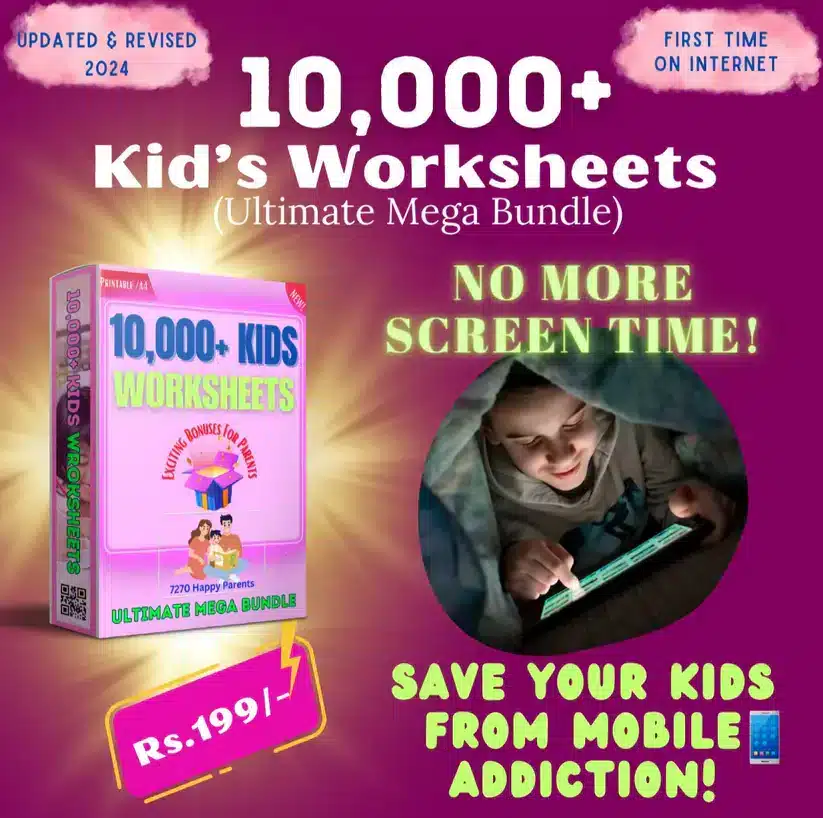 UPDATED & REVISED
2024
FIRST TIME
ON INTERNET
10,000+
Kid's Worksheets
(Ultimate Mega Bundle)
NO MORE
SCREEN TIME!
PRINTABLE/A4
NEW!
10,000+ KIDS
WORKSHEETS
EXCITING BONUSES FOR PARENTS
7270 Happy Parents
ULTIMATE MEGA BUNDLE
10,000+ KIDS WROKSHEETS
Rs.199/-
SAVE YOUR KIDS
FROM MOBILE
ADDICTION!